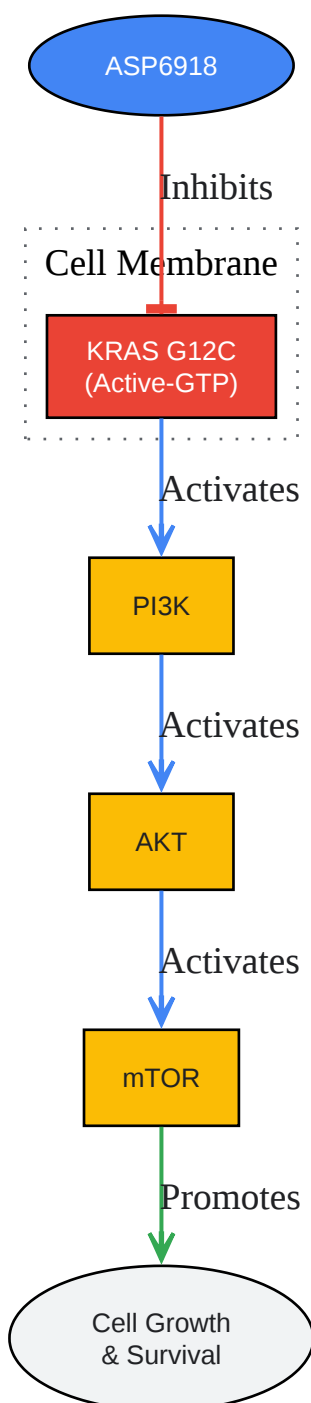 ASP6918
Inhibits
Cell Membrane
KRAS G12C
(Active-GTP)
Activates
PI3K
Activates
AKT
Activates
mTOR
Promotes
Cell Growth
& Survival